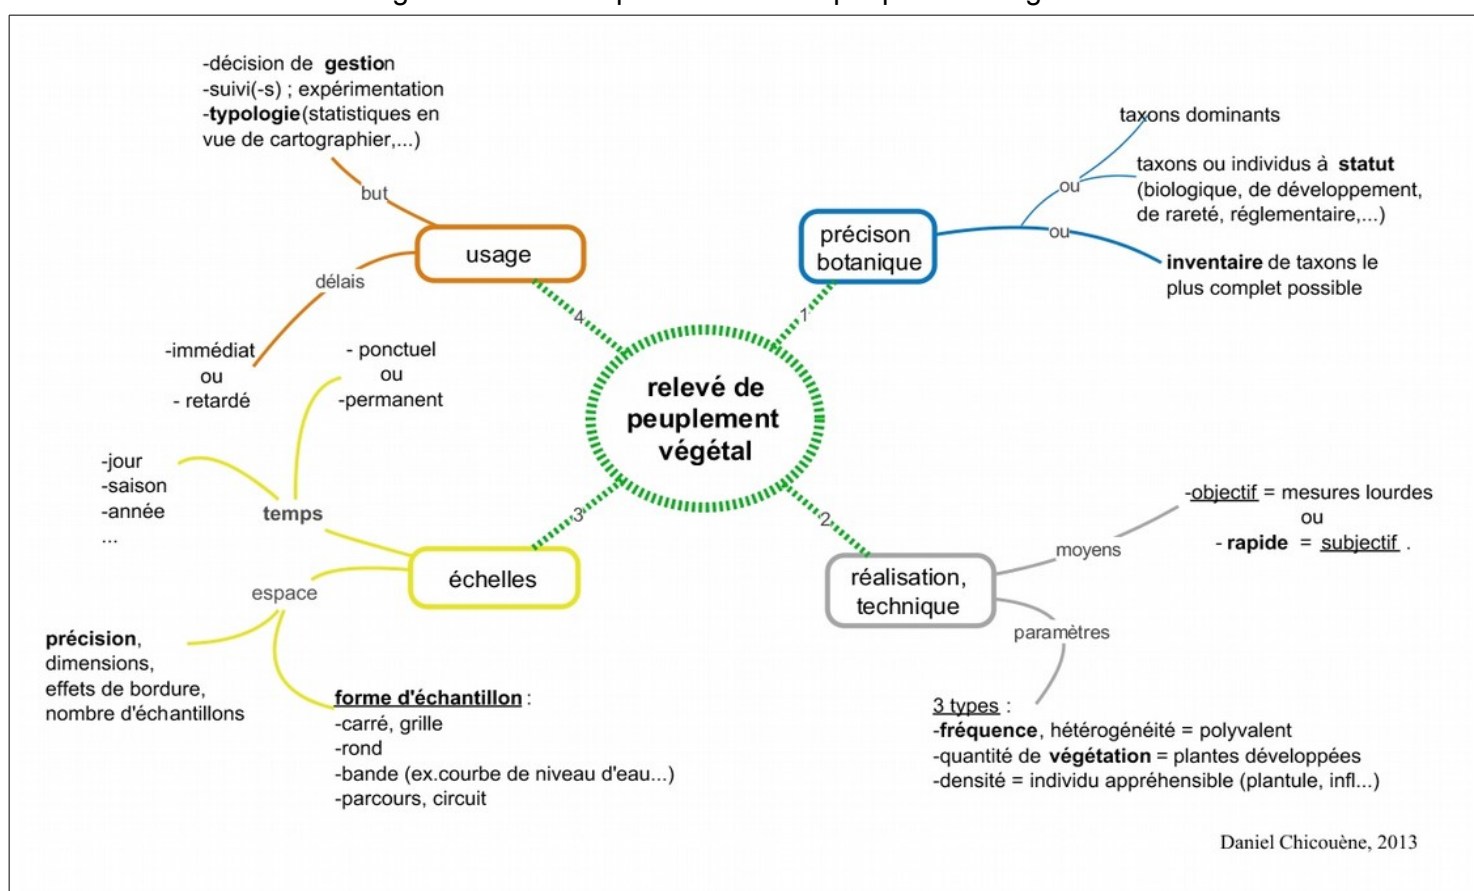 -décision de gestion
-suivi(-s) ; expérimentation
-typologie(statistiques en
vue de cartographier,...)
but
usage
délais
-immédiat
ou
- retardé
4
taxons dominants
ou
taxons ou individus à statut
(biologique, de développement,
de rareté, réglementaire,...)
ou
inventaire de taxons le
plus complet possible
précison
botanique
1
relevé de
peuplement
végétal
- ponctuel
ou
-permanent
-jour
-saison
-année
...
temps
3
échelles
espace
précision,
dimensions,
effets de bordure,
nombre d'échantillons
forme d'échantillon :
-carré, grille
-rond
-bande (ex.courbe de niveau d'eau...)
-parcours, circuit
2
réalisation,
technique
moyens
-objectif = mesures lourdes
ou
- rapide = subjectif .
paramètres
3 types :
-fréquence, hétérogénéité = polyvalent
-quantité de végétation = plantes développées
-densité = individu appréhensible (plantule, infl...)
Daniel Chicouène, 2013